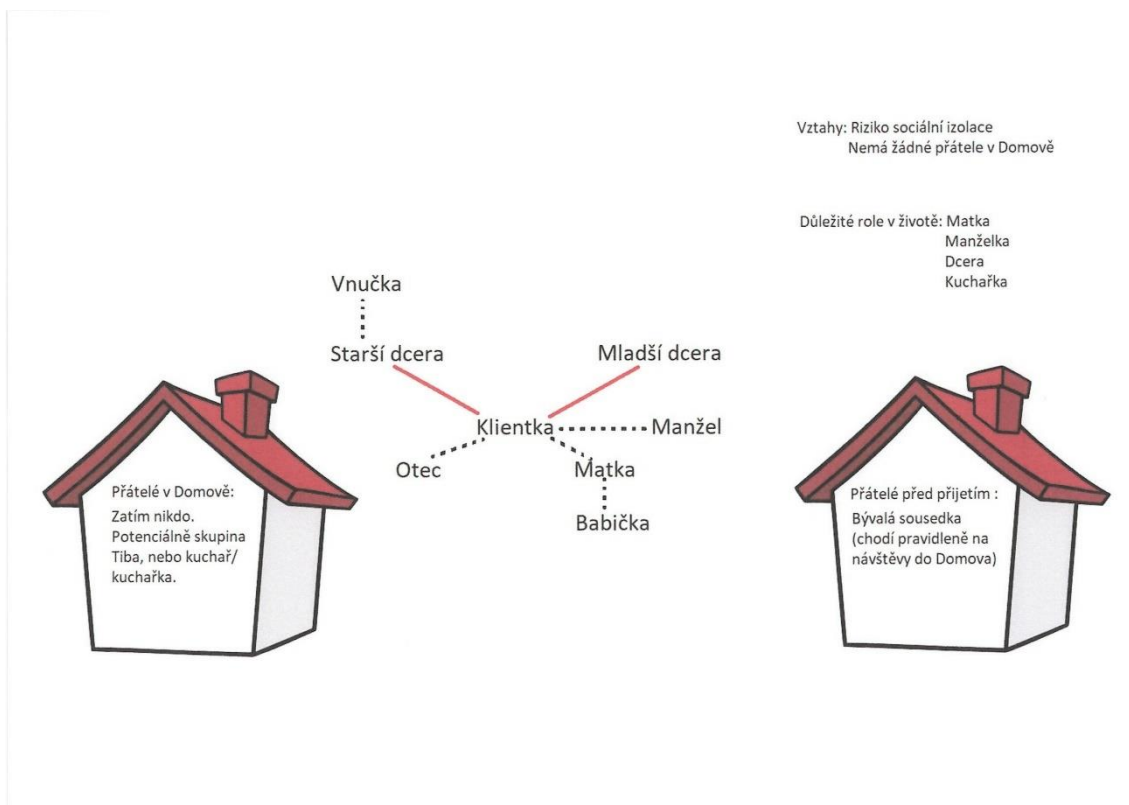 Vztahy: Riziko sociální izolace
Nemá žádné přátele v Domově
Důležité role v životě: Matka
Manželka
Dcera
Kuchařka
Vnučka
Starší dcera
Mladší dcera
Klientka
Manžel
Otec
Matka
Babička
Přátelé v Domově:
Zatím nikdo.
Potenciálně skupina
Tiba, nebo kuchař/
kuchařka.
Přátelé před přijetím :
Bývalá sousedka
(chodí pravidleně na
návštěvy do Domova)